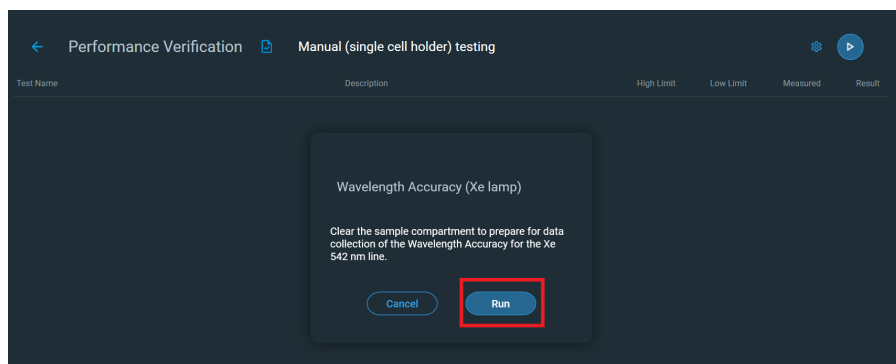 Performance Verification
Manual (single cell holder) testing
Test Name Description High Limit Low Limit Measured Result
Wavelength Accuracy (Xe lamp)
Clear the sample compartment to prepare for data
collection of the Wavelength Accuracy for the Xe
542 nm line.
Cancel Run